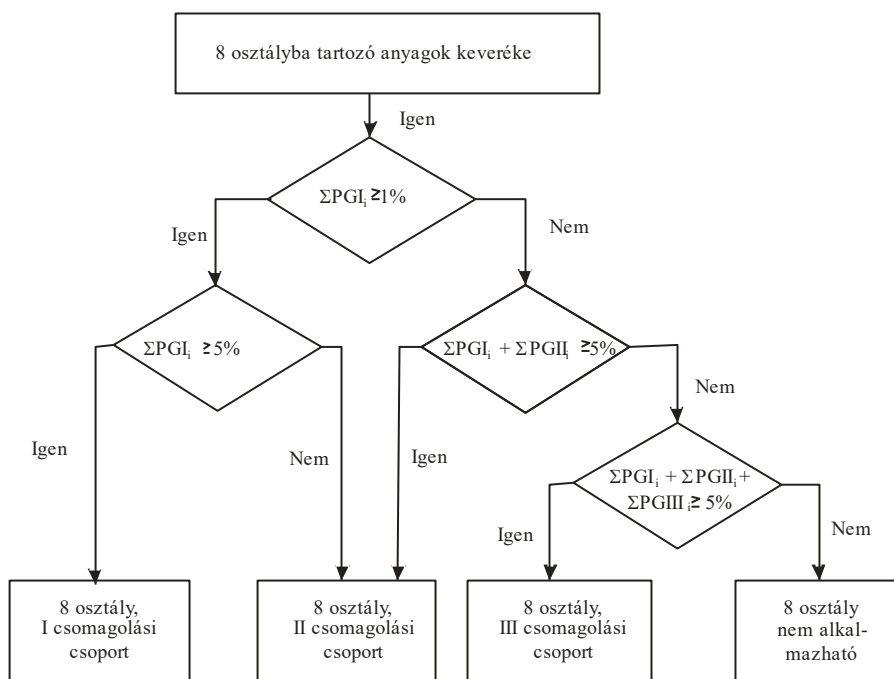 8 osztályba tartozó anyagok keveréke
Igen
ΣPGIᵢ ≥1%
Igen
Nem
ΣPGIᵢ ≥5%
ΣPGIᵢ + ΣPGIIᵢ ≥5%
Igen
Nem
Igen
Nem
ΣPGIᵢ + ΣPGIIᵢ+
ΣPGIIIᵢ≥ 5%
Igen
Nem
8 osztály,
I csomagolási
csoport
8 osztály,
II csomagolási
csoport
8 osztály,
III csomagolási
csoport
8 osztály
nem alkal-
mazható